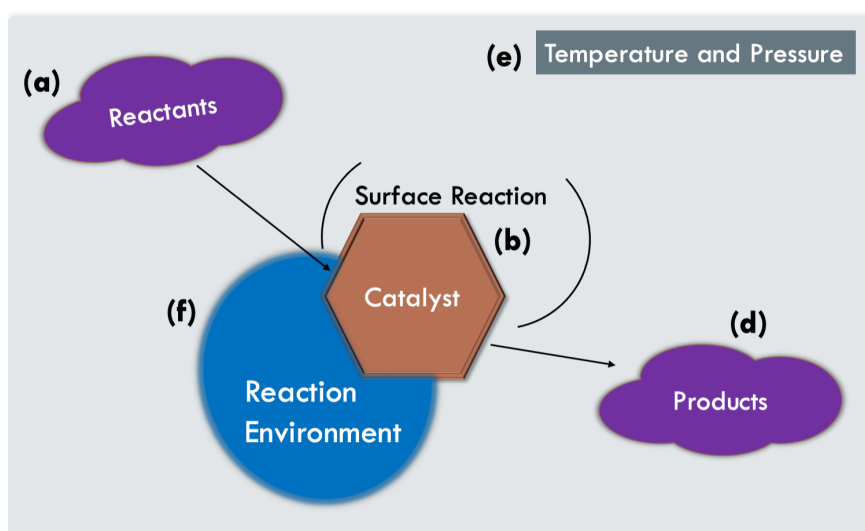 (e) Temperature and Pressure
(a)
Reactants
Surface Reaction
(b)
Catalyst
(f)
(d)
Reaction
Environment
Products